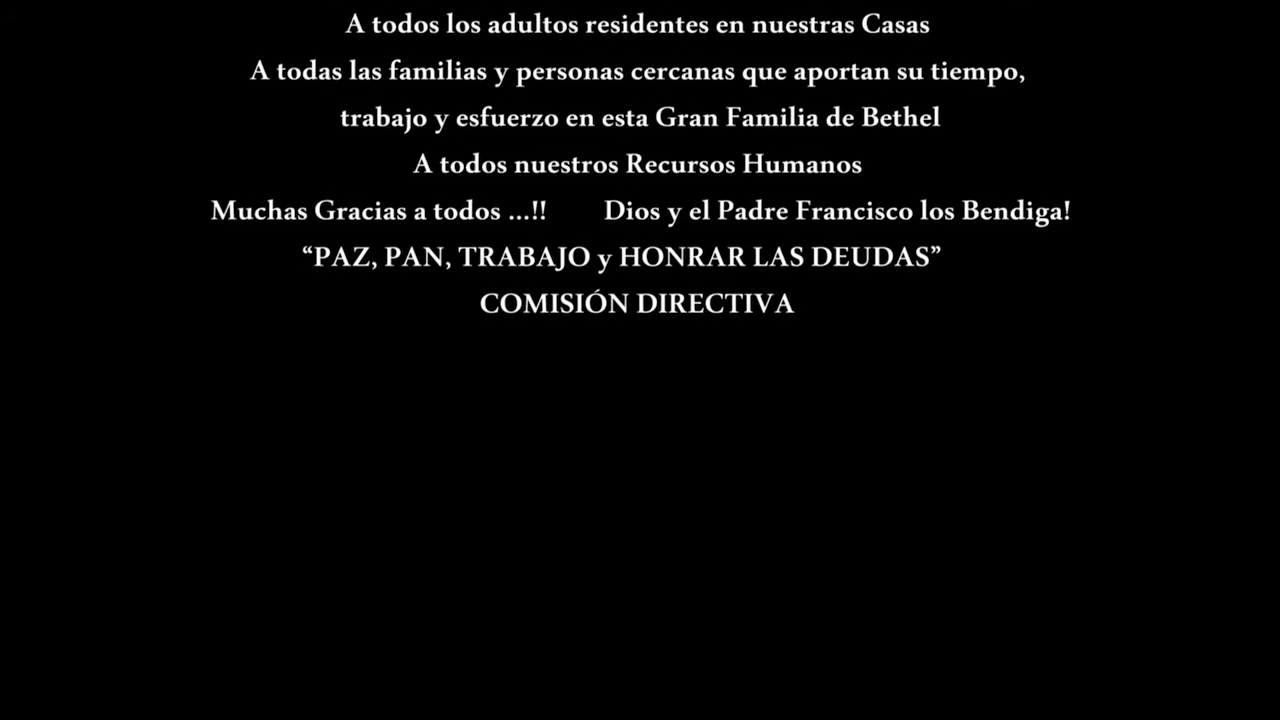 A todos los adultos residentes en nuestras Casas
A todas las familias y personas cercanas que aportan su tiempo,
trabajo y esfuerzo en esta Gran Familia de Bethel
A todos nuestros Recursos Humanos
Muchas Gracias a todos ...!! Dios y el Padre Francisco los Bendiga!
“PAZ, PAN, TRABAJO y HONRAR LAS DEUDAS”
COMISIÓN DIRECTIVA